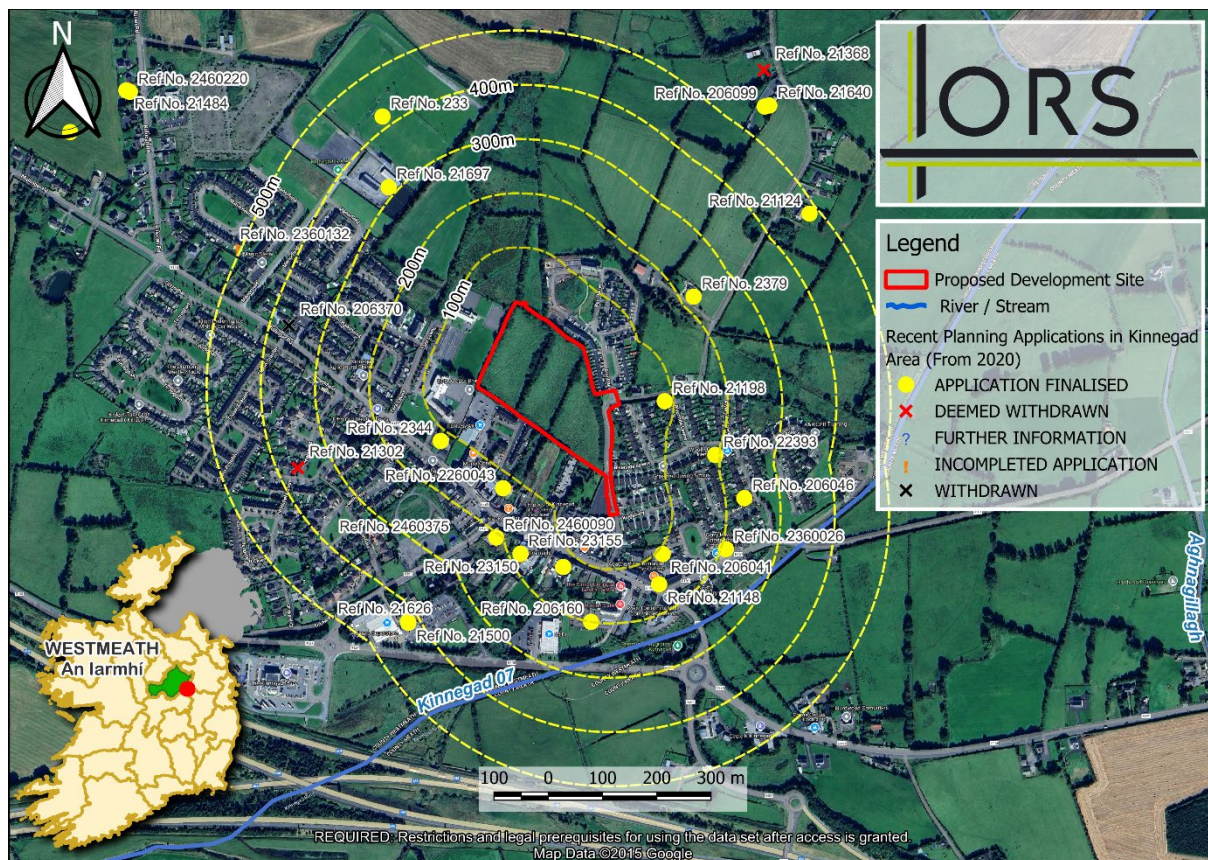 N
Ref No. 2460220
Ref No. 21484
Ref No. 233
400m
300m
Ref No. 21697
500m
Ref No. 2360132
200m
Ref No. 206370
100m
Ref No. 21368
Ref No. 206099
Ref No. 21640
Ref No. 21124
Ref No. 2379
Ref No. 21198
Ref No. 22393
Ref No. 206046
Ref No. 2344
Ref No. 21302
Ref No. 2260043
Ref No. 2460375
Ref No. 2460090
Ref No. 23155
Ref No. 23150
Ref No. 2360026
Ref No. 206041
Ref No. 21148
Ref No. 206160
Ref No. 21626
Ref No. 21500
Kinnegad 07
Aghnagillagh
ORS
Legend
Proposed Development Site
River / Stream
Recent Planning Applications in Kinnegad
Area (From 2020)
APPLICATION FINALISED
DEEMED WITHDRAWN
? FURTHER INFORMATION
! INCOMPLETED APPLICATION
WITHDRAWN
WESTMEATH
An Iarmhí
100 0 100 200 300 m
REQUIRED: Restrictions and legal prerequisites for using the data set after access is granted
Map Data ©2015 Google